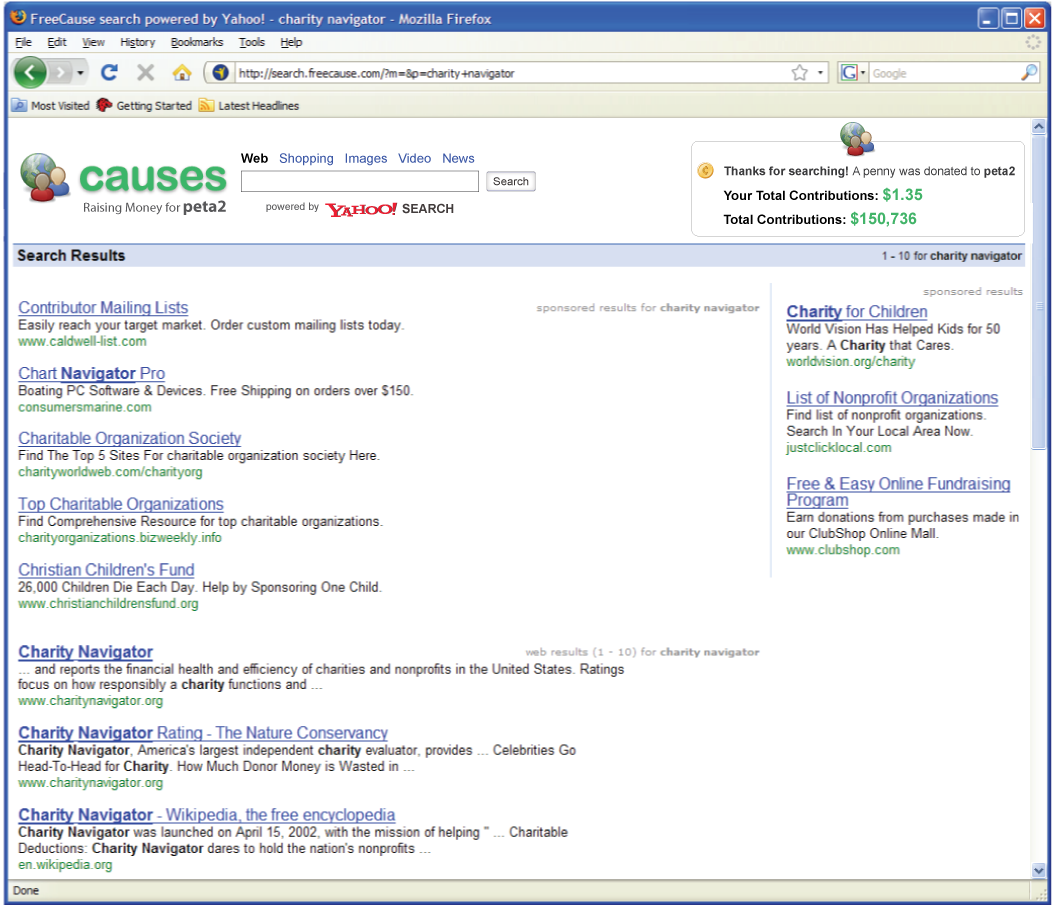 FreeCause search powered by Yahoo! - charity navigator - Mozilla Firefox
File Edit View History Bookmarks Tools Help
http://search.freecause.com/?m=&p=charity+navigator
G Google
Most Visited Getting Started Latest Headlines
causes
Raising Money for peta2
Web Shopping Images Video News
Search
powered by YAHOO! SEARCH
Thanks for searching! A penny was donated to peta2
Your Total Contributions: $1.35
Total Contributions: $150,736
Search Results
1 - 10 for charity navigator
sponsored results for charity navigator
Contributor Mailing Lists
Easily reach your target market. Order custom mailing lists today.
www.caldwell-list.com
Chart Navigator Pro
Boating PC Software & Devices. Free Shipping on orders over $150.
consumersmarine.com
Charitable Organization Society
Find The Top 5 Sites For charitable organization society Here.
charityworldweb.com/charityorg
Top Charitable Organizations
Find Comprehensive Resource for top charitable organizations.
charityorganizations.bizweekly.info
Christian Children's Fund
26,000 Children Die Each Day. Help by Sponsoring One Child.
www.christianchildrensfund.org
sponsored results
Charity for Children
World Vision Has Helped Kids for 50
years. A Charity that Cares.
worldvision.org/charity
List of Nonprofit Organizations
Find list of nonprofit organizations.
Search In Your Local Area Now.
justclicklocal.com
Free & Easy Online Fundraising
Program
Earn donations from purchases made in
our ClubShop Online Mall.
www.clubshop.com
web results (1 - 10) for charity navigator
Charity Navigator
... and reports the financial health and efficiency of charities and nonprofits in the United States. Ratings
focus on how responsibly a charity functions and ...
www.charitynavigator.org
Charity Navigator Rating - The Nature Conservancy
Charity Navigator, America's largest independent charity evaluator, provides ... Celebrities Go
Head-To-Head for Charity. How Much Donor Money is Wasted in ...
www.charitynavigator.org
Charity Navigator - Wikipedia, the free encyclopedia
Charity Navigator was launched on April 15, 2002, with the mission of helping " ... Charitable
Deductions: Charity Navigator dares to hold the nation's nonprofits ...
en.wikipedia.org
Done